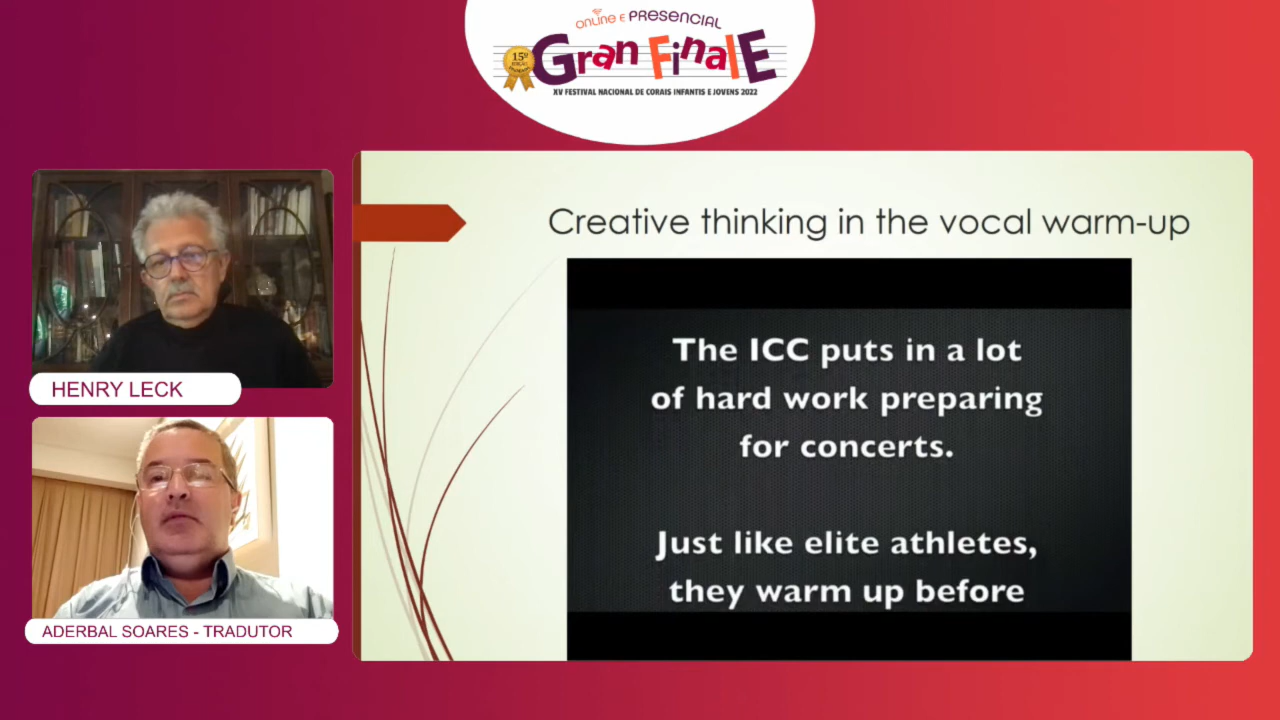 ONLINE E PRESENCIAL
15ª
EDIÇÃO
Gran FinalE
XV FESTIVAL NACIONAL DE CORAIS INFANTIS E JOVENS 2022
Creative thinking in the vocal warm-up
The ICC puts in a lot
of hard work preparing
for concerts.
Just like elite athletes,
they warm up before
HENRY LECK
ADERBAL SOARES - TRADUTOR